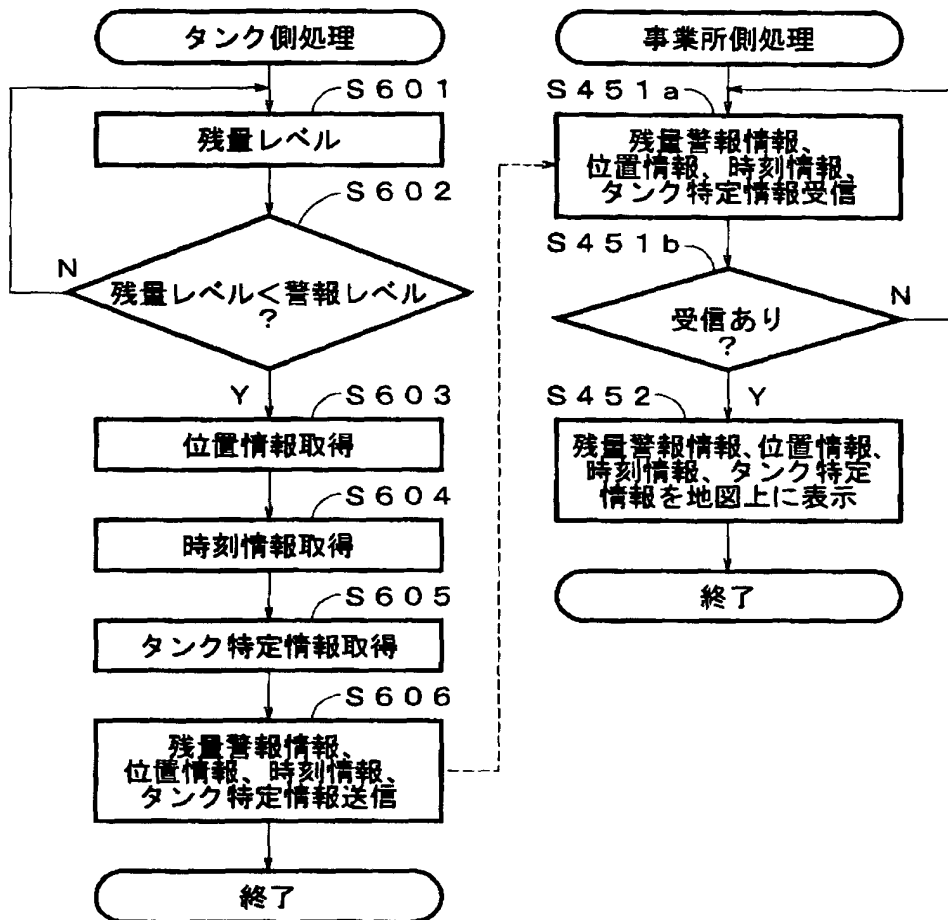 タンク側処理
S601
残量レベル
S602
N
残量レベル<警報レベル
?
Y
S603
位置情報取得
S604
時刻情報取得
S605
タンク特定情報取得
S606
残量警報情報、
位置情報、時刻情報、
タンク特定情報送信
終了
事業所側処理
S451a
残量警報情報、
位置情報、時刻情報、
タンク特定情報受信
S451b
N
受信あり
?
Y
S452
残量警報情報、位置情報、
時刻情報、タンク特定
情報を地図上に表示
終了